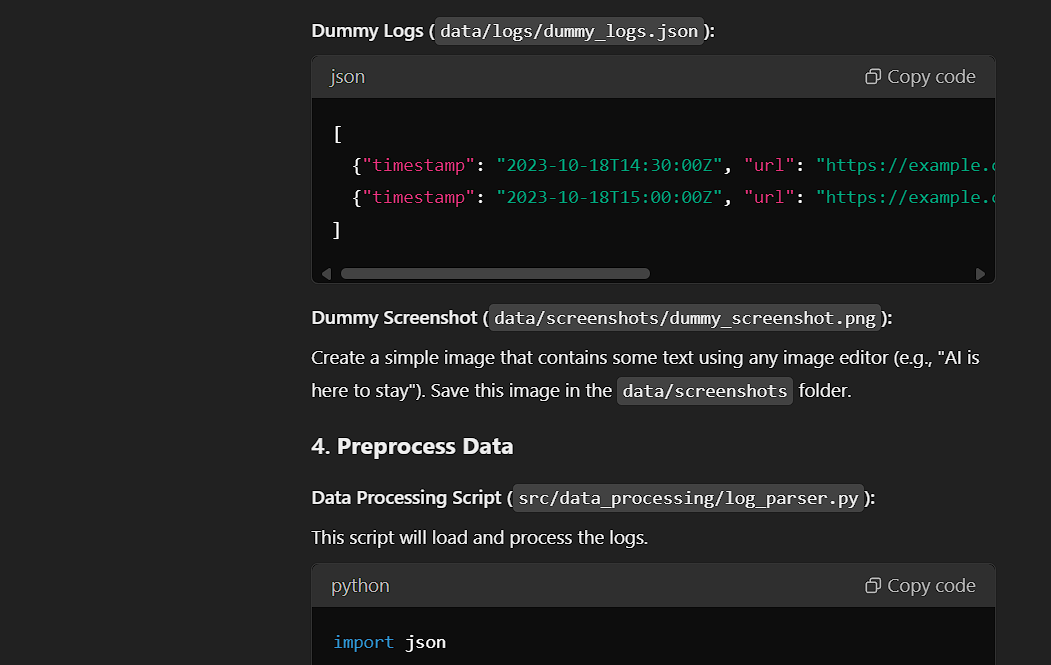 Dummy Logs (data/logs/dummy_logs.json):
json Copy code
[
{"timestamp": "2023-10-18T14:30:00Z", "url": "https://example.
{"timestamp": "2023-10-18T15:00:00Z", "url": "https://example.
]
Dummy Screenshot (data/screenshots/dummy_screenshot.png):
Create a simple image that contains some text using any image editor (e.g., "AI is
here to stay"). Save this image in the data/screenshots folder.
4. Preprocess Data
Data Processing Script (src/data_processing/log_parser.py):
This script will load and process the logs.
python Copy code
import json